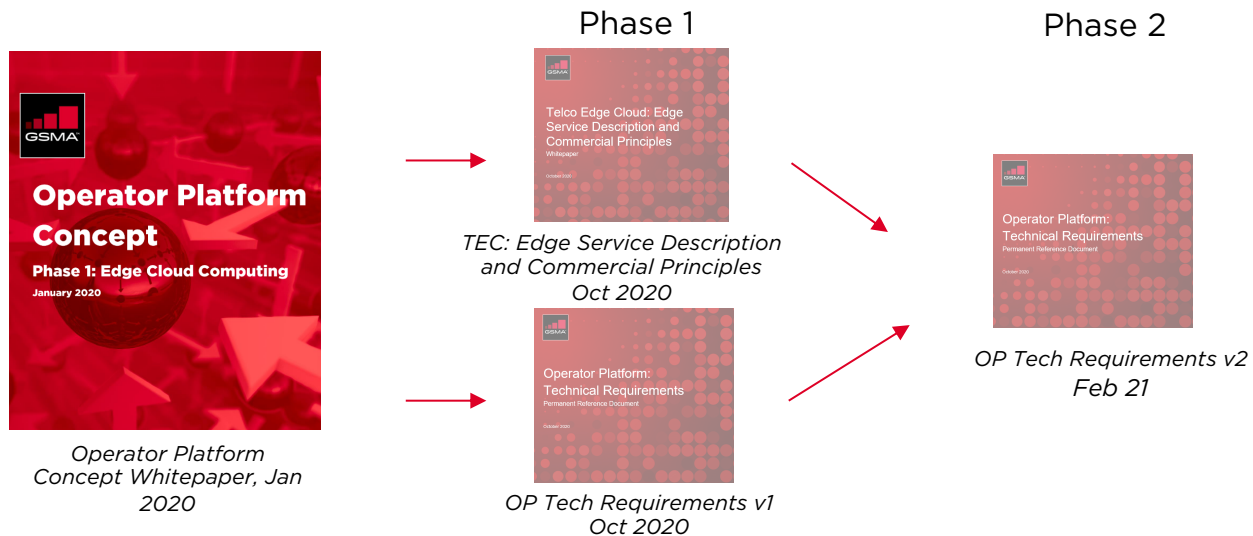 Phase 1
Phase 2
GSMA™
Operator Platform
Concept
Phase 1: Edge Cloud Computing
January 2020
Operator Platform
Concept Whitepaper, Jan
2020
GSMA
Telco Edge Cloud: Edge
Service Description and
Commercial Principles
Whitepaper
October 2020
TEC: Edge Service Description
and Commercial Principles
Oct 2020
GSMA
Operator Platform:
Technical Requirements
Permanent Reference Document
October 2020
OP Tech Requirements v1
Oct 2020
GSMA
Operator Platform:
Technical Requirements
Permanent Reference Document
October 2020
OP Tech Requirements v2
Feb 21